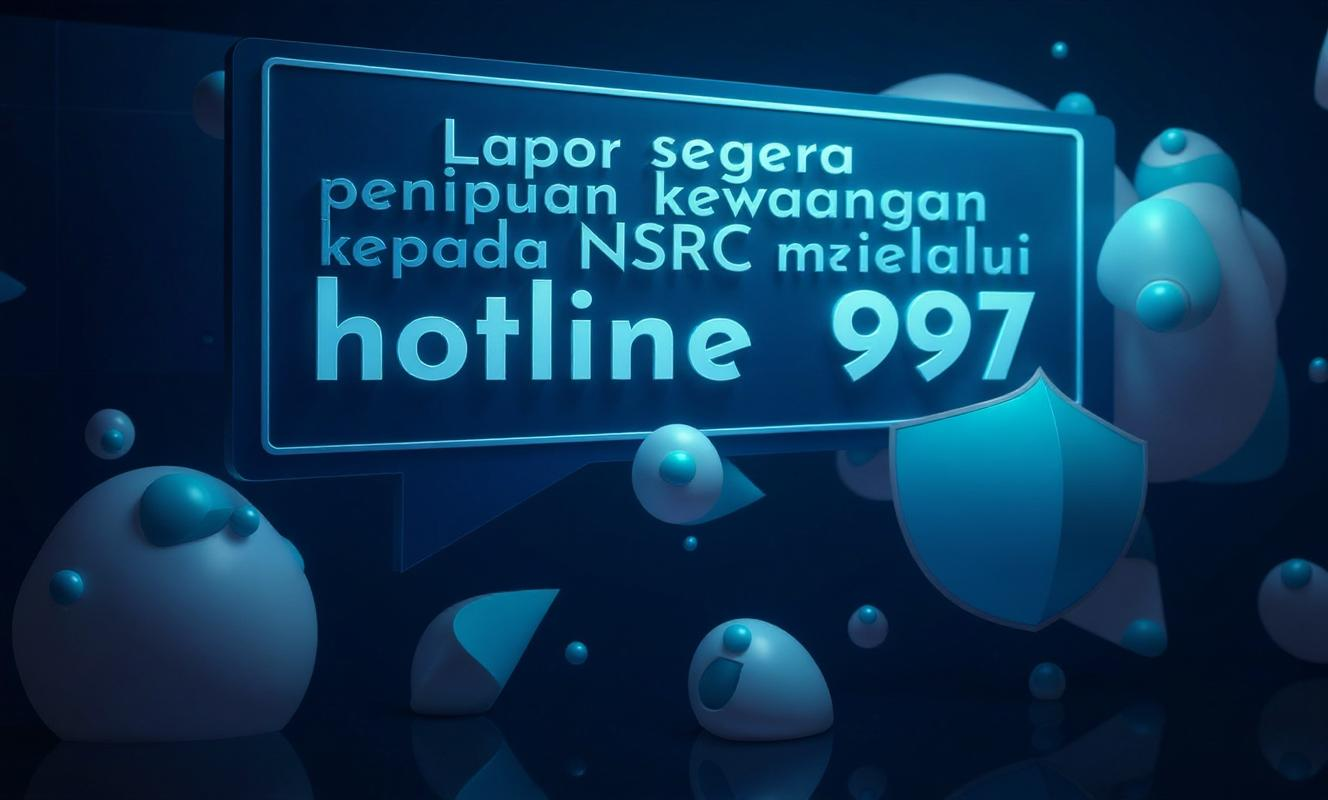 Lapor segera
penipuan kewaangan
kepada NSRC mzielalui
hotline 997